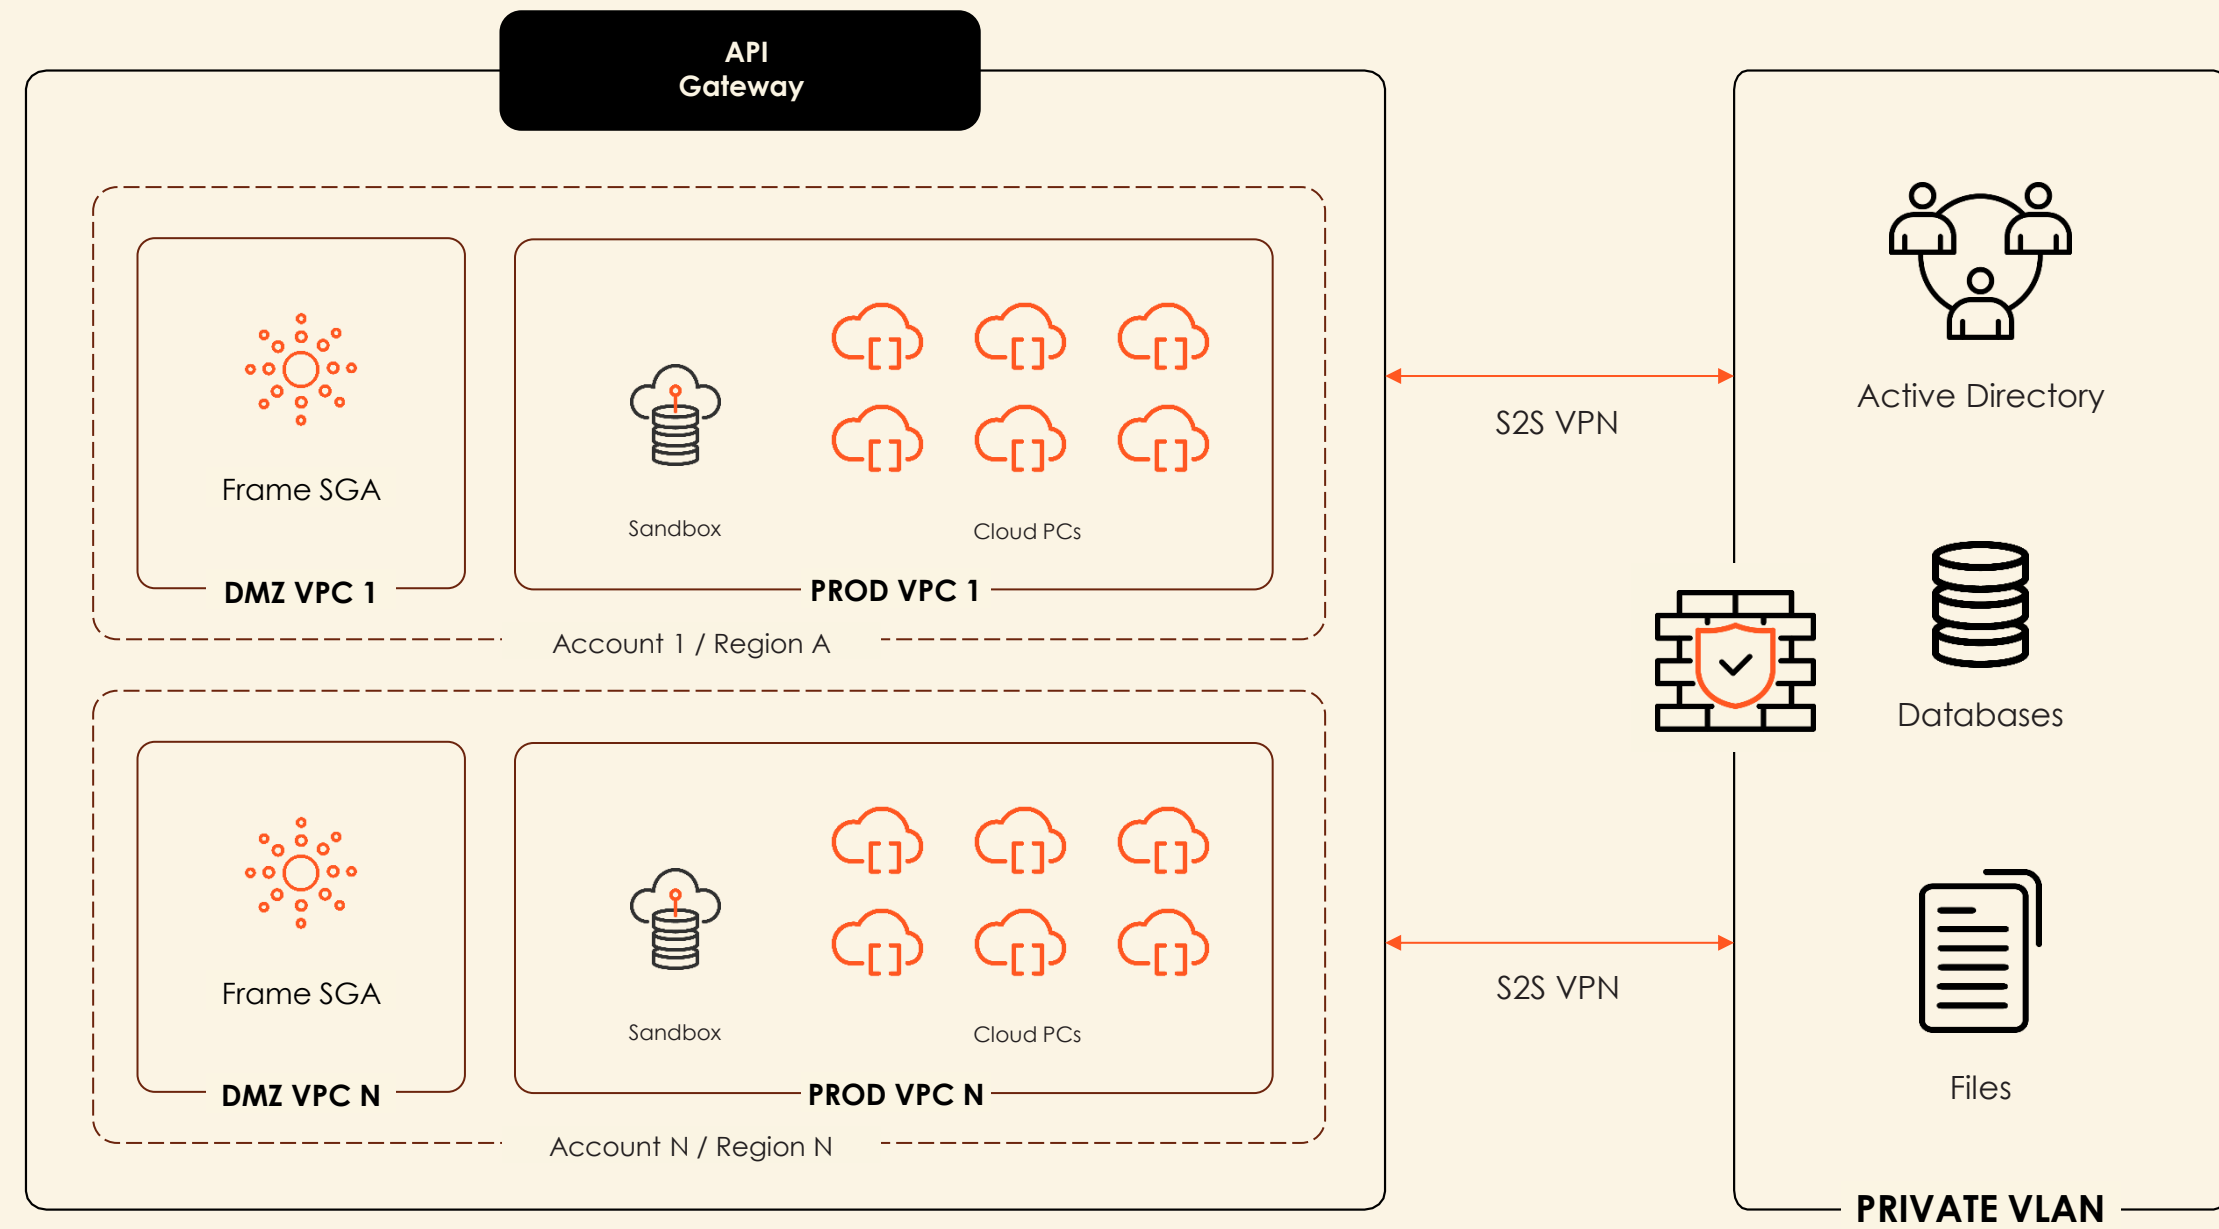 API
Gateway
Frame SGA
Sandbox
Cloud PCs
DMZ VPC 1
PROD VPC 1
Account 1 / Region A
Frame SGA
Sandbox
Cloud PCs
DMZ VPC N
PROD VPC N
Account N / Region N
S2S VPN
S2S VPN
Active Directory
Databases
Files
PRIVATE VLAN